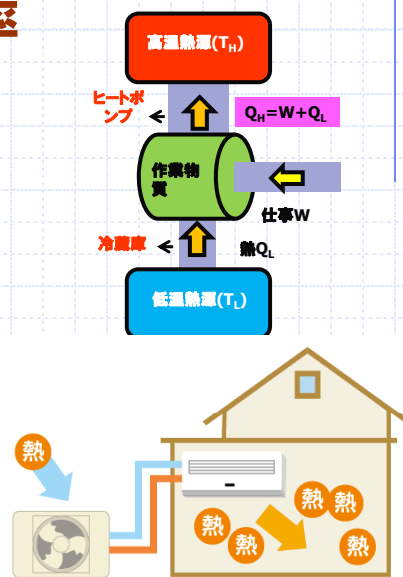 高温熱源(TH)
ヒートポ
ンプ
QH=W+QL
作業物
質
仕事W
冷蔵庫
熱QL
低温熱源(TL)
熱
熱
熱
熱
熱
熱